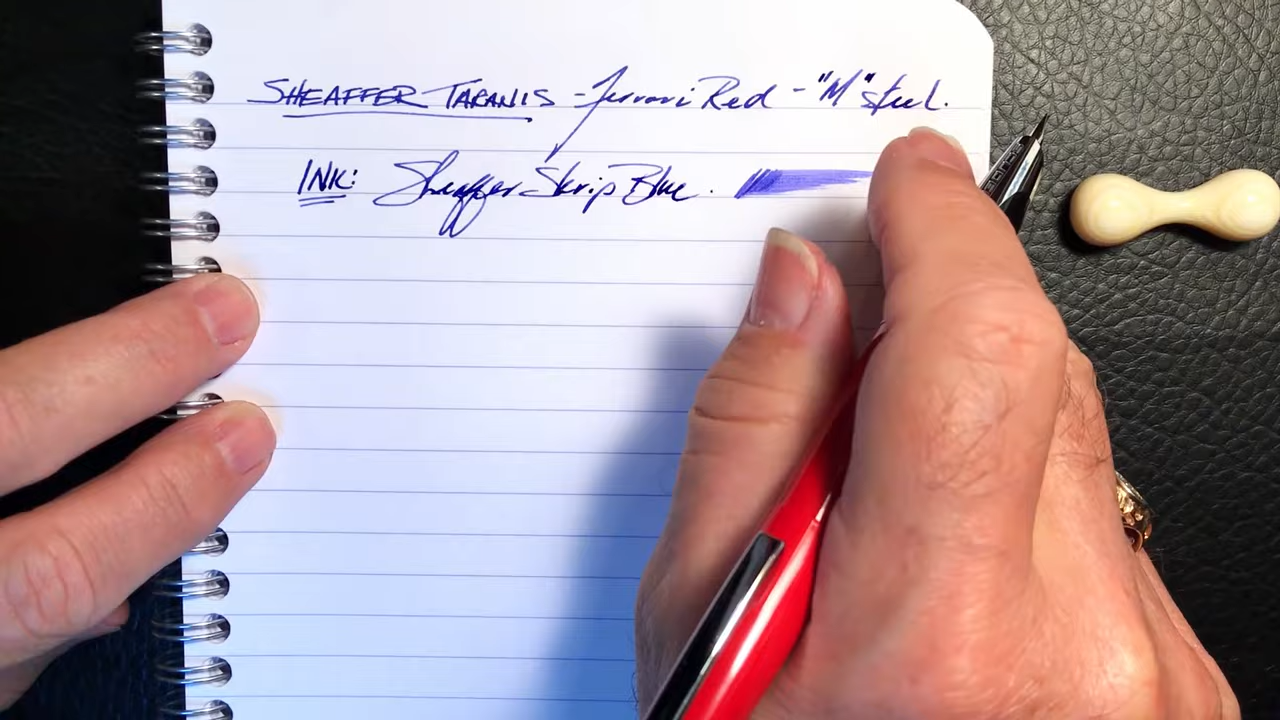 SHEAFFER TARANIS - Ferrari Red - "M" steel.
INK: Sheaffer Skrip Blue.